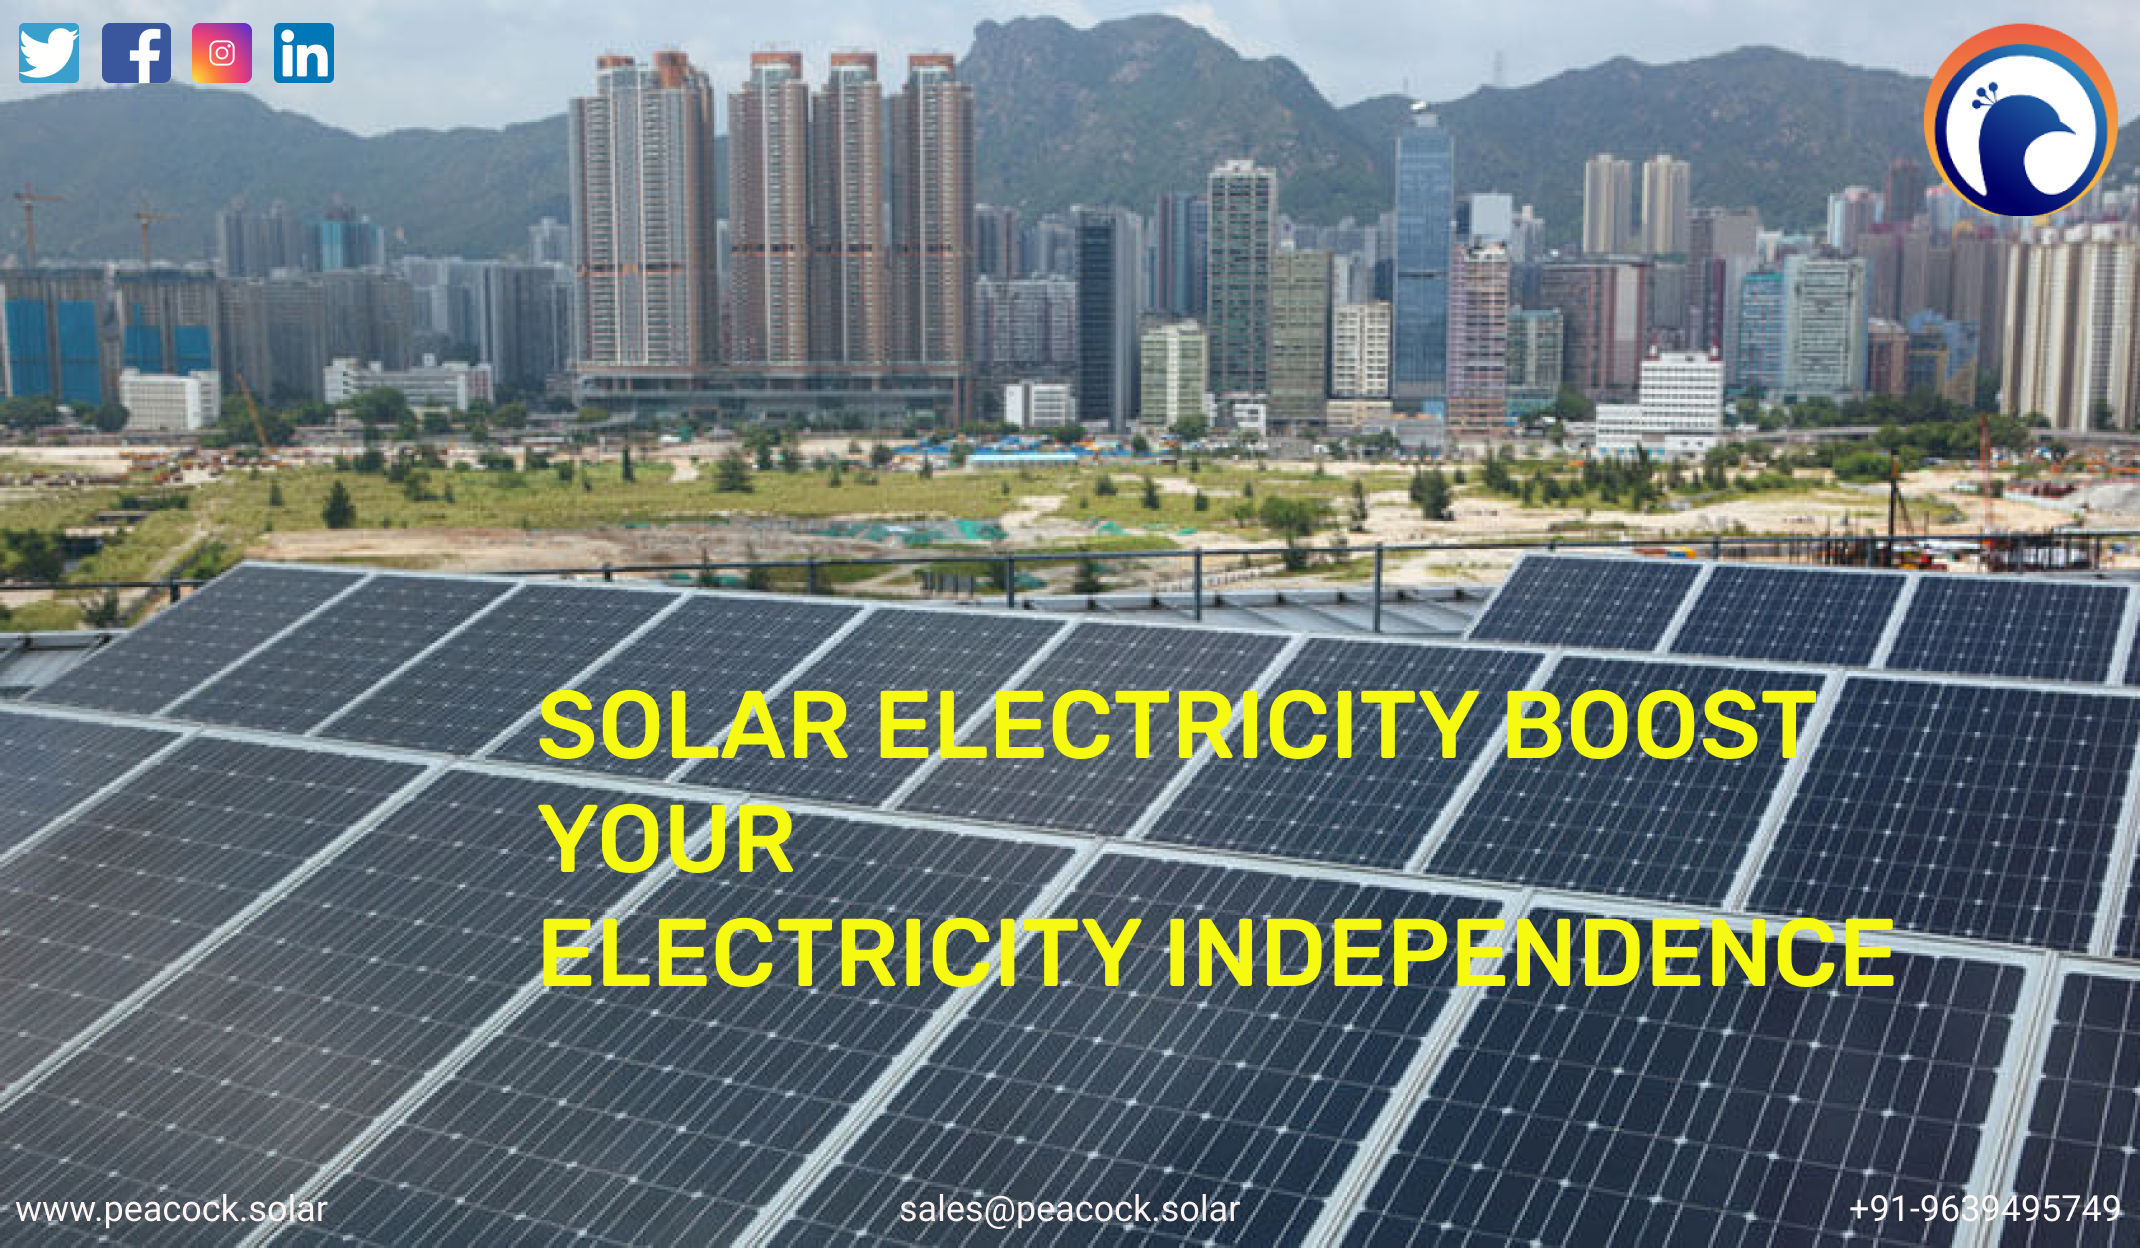 SOLAR ELECTRICITY BOOST
YOUR
ELECTRICITY INDEPENDENCE
www.peacock.solar
sales@peacock.solar
+91-9639495749